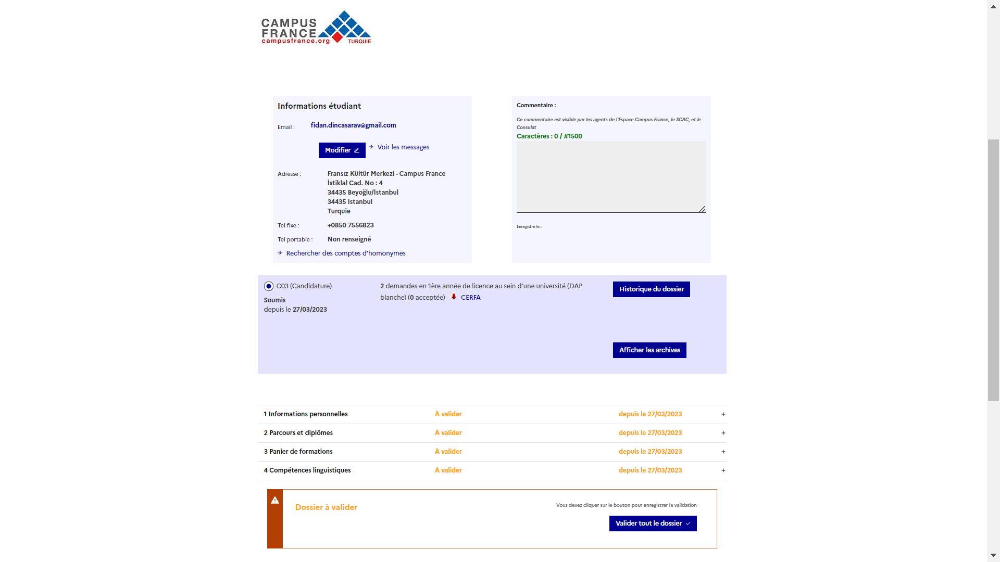 CAMPUS
FRANCE
campusfrance.org
TURQUIE
Informations étudiant
Email :
fidan.dincasarav@gmail.com
Modifier
Voir les messages
Adresse :
Fransız Kültür Merkezi - Campus France
İstiklal Cad. No : 4
34435 Beyoğlu/İstanbul
34435 Istanbul
Turquie
Tel fixe :
+0850 7556823
Tel portable :
Non renseigné
Rechercher des comptes d'homonymes
Commentaire :
Ce commentaire est visible par les agents de l'Espace Campus France, le SCAC, et le
Consulat
Caractères : 0 / #1500
Enregistré le :
C03 (Candidature)
Soumis
depuis le 27/03/2023
2 demandes en 1ère année de licence au sein d'une université (DAP
blanche) (0 acceptée) CERFA
Historique du dossier
Afficher les archives
1 Informations personnelles À valider depuis le 27/03/2023 +
2 Parcours et diplômes À valider depuis le 27/03/2023 +
3 Panier de formations À valider depuis le 27/03/2023 +
4 Compétences linguistiques À valider depuis le 27/03/2023 +
Dossier à valider
Vous devez cliquer sur le bouton pour enregistrer la validation
Valider tout le dossier